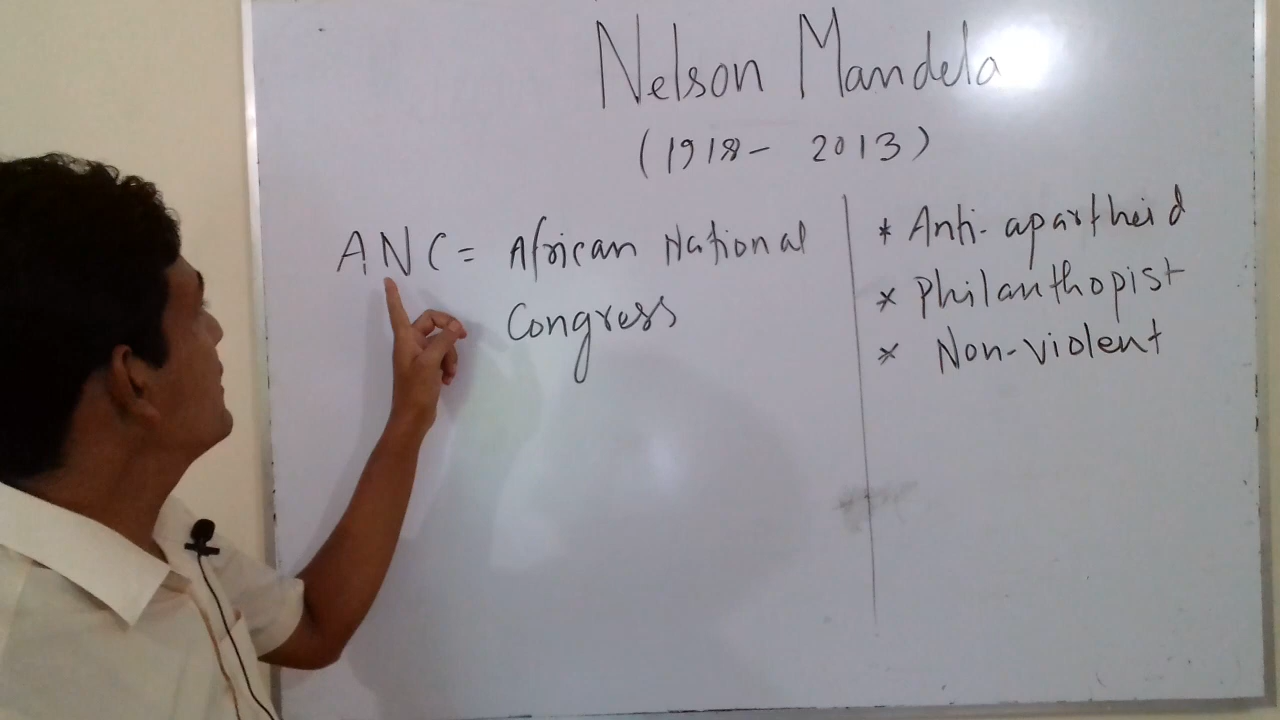 Nelson Mandela
(1918- 2013)
ANC = African National
Congress
* Anti-apartheid
* Philanthopist
* Non-violent